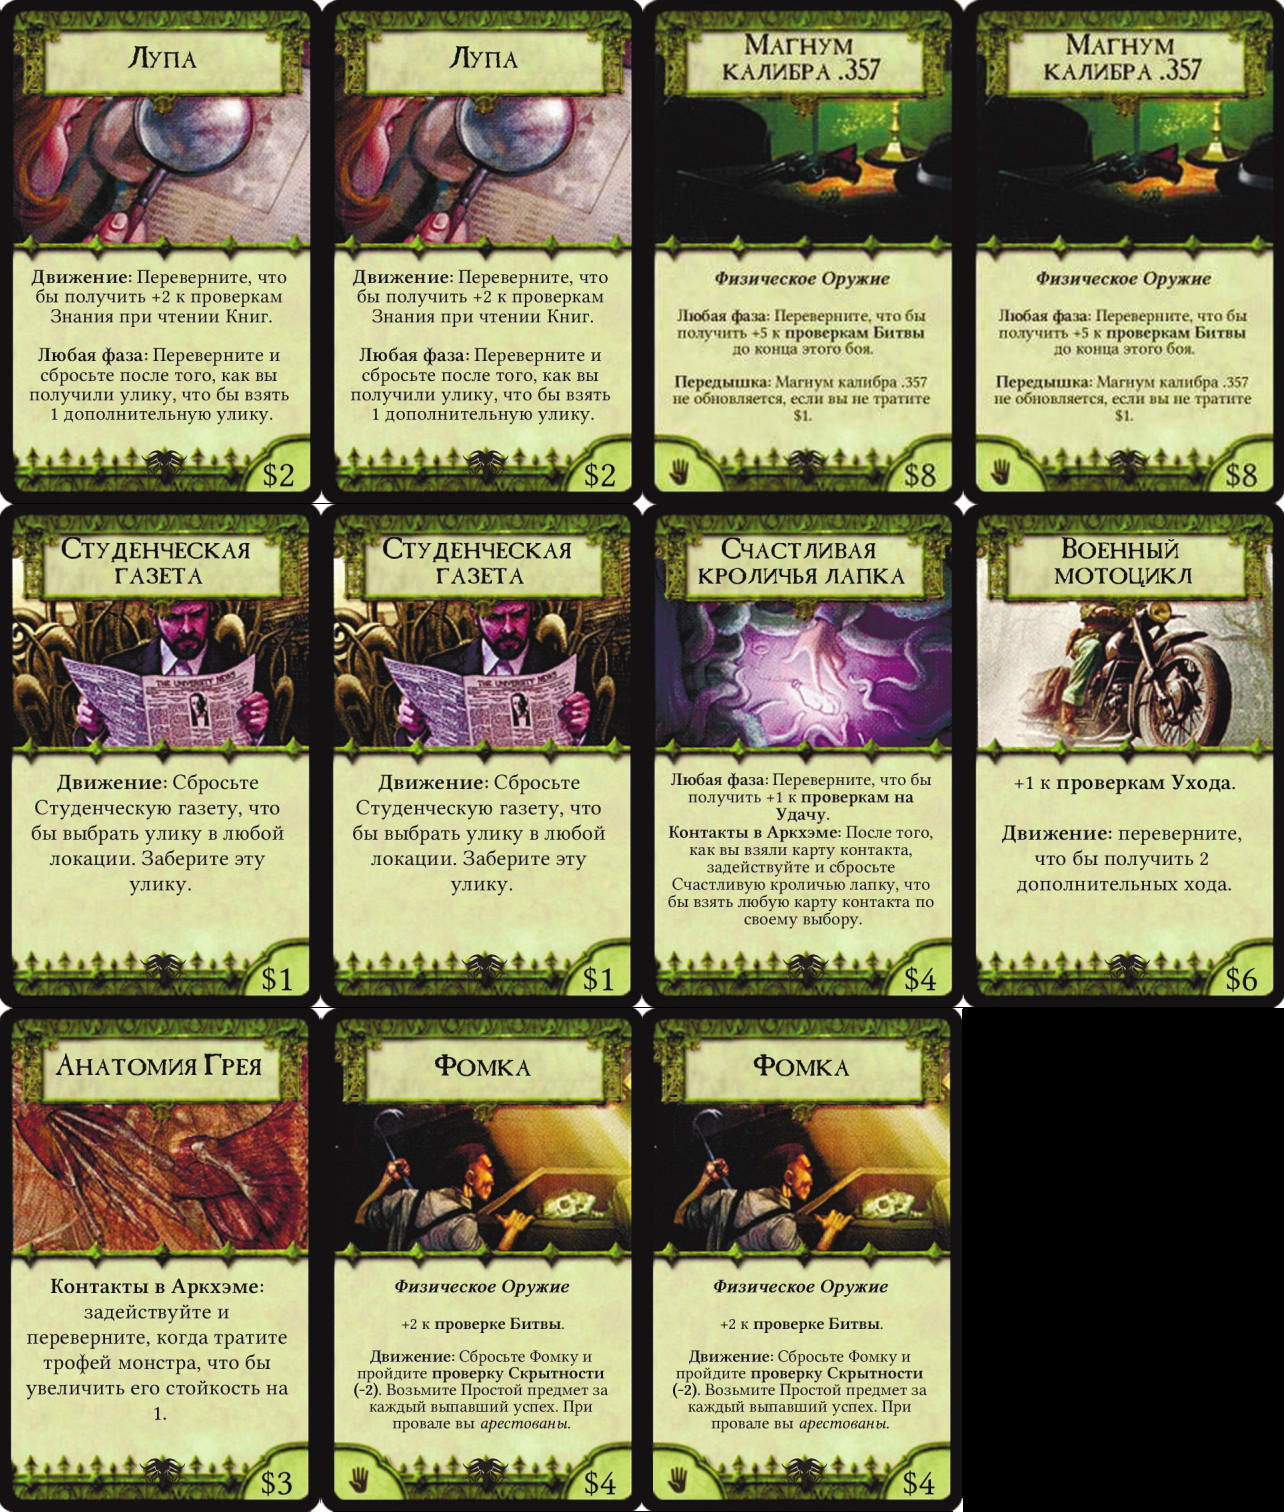 Лупа
Движение: Переверните, что
бы получить +2 к проверкам
Знания при чтении Книг.
Любая фаза: Переверните и
сбросьте после того, как вы
получили улику, что бы взять
1 дополнительную улику.
$2
Лупа
Движение: Переверните, что
бы получить +2 к проверкам
Знания при чтении Книг.
Любая фаза: Переверните и
сбросьте после того, как вы
получили улику, что бы взять
1 дополнительную улику.
$2
Магнум
калибра .357
Физическое Оружие
Любая фаза: Переверните, что бы
получить +5 к проверкам Битвы
до конца этого боя.
Передышка: Магнум калибра .357
не обновляется, если вы не тратите
$1.
$8
Магнум
калибра .357
Физическое Оружие
Любая фаза: Переверните, что бы
получить +5 к проверкам Битвы
до конца этого боя.
Передышка: Магнум калибра .357
не обновляется, если вы не тратите
$1.
$8
Студенческая
газета
THE UNIVERSITY NEWS
Движение: Сбросьте
Студенческую газету, что
бы выбрать улику в любой
локации. Заберите эту
улику.
$1
Студенческая
газета
THE UNIVERSITY NEWS
Движение: Сбросьте
Студенческую газету, что
бы выбрать улику в любой
локации. Заберите эту
улику.
$1
Счастливая
кроличья лапка
Любая фаза: Переверните, что бы
получить +1 к проверкам на
Удачу.
Контакты в Аркхэме: После того,
как вы взяли карту контакта,
задействуйте и сбросьте
Счастливую кроличью лапку, что
бы взять любую карту контакта по
своему выбору.
$4
Военный
мотоцикл
+1 к проверкам Ухода.
Движение: переверните,
что бы получить 2
дополнительных хода.
$6
Анатомия Грея
Контакты в Аркхэме:
задействуйте и
переверните, когда тратите
трофей монстра, что бы
увеличить его стойкость на
1.
$3
Фомка
Физическое Оружие
+2 к проверке Битвы.
Движение: Сбросьте Фомку и
пройдите проверку Скрытности
(-2). Возьмите Простой предмет за
каждый выпавший успех. При
провале вы арестованы.
$4
Фомка
Физическое Оружие
+2 к проверке Битвы.
Движение: Сбросьте Фомку и
пройдите проверку Скрытности
(-2). Возьмите Простой предмет за
каждый выпавший успех. При
провале вы арестованы.
$4